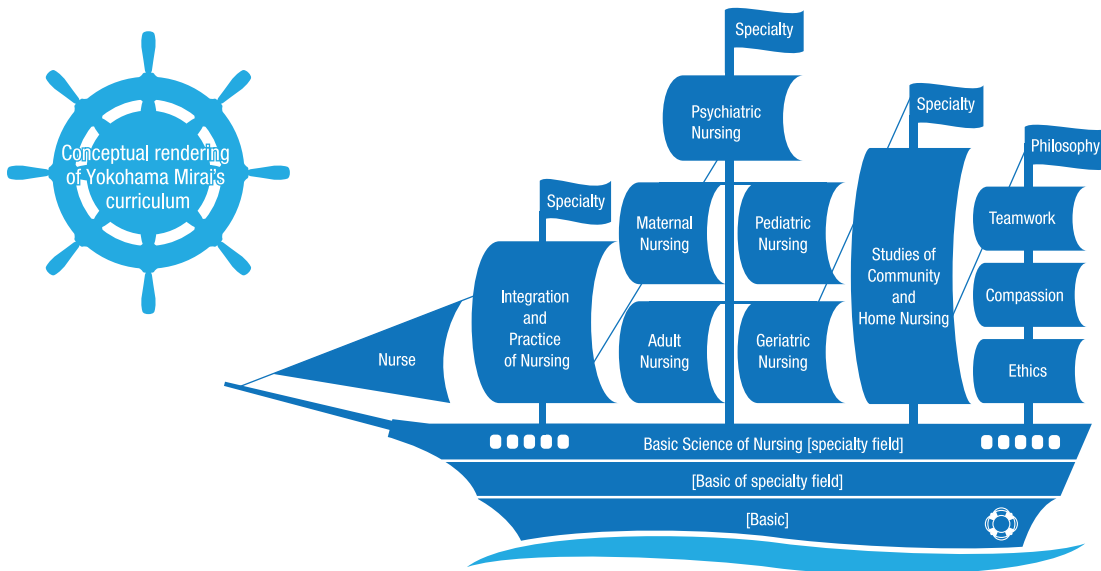 Conceptual rendering
of Yokohama Mirai's
curriculum
Nurse
Specialty
Integration
and
Practice
of Nursing
Specialty
Psychiatric
Nursing
Maternal
Nursing
Pediatric
Nursing
Adult
Nursing
Geriatric
Nursing
Specialty
Studies of
Community
and
Home Nursing
Philosophy
Teamwork
Compassion
Ethics
Basic Science of Nursing [specialty field]
[Basic of specialty field]
[Basic]